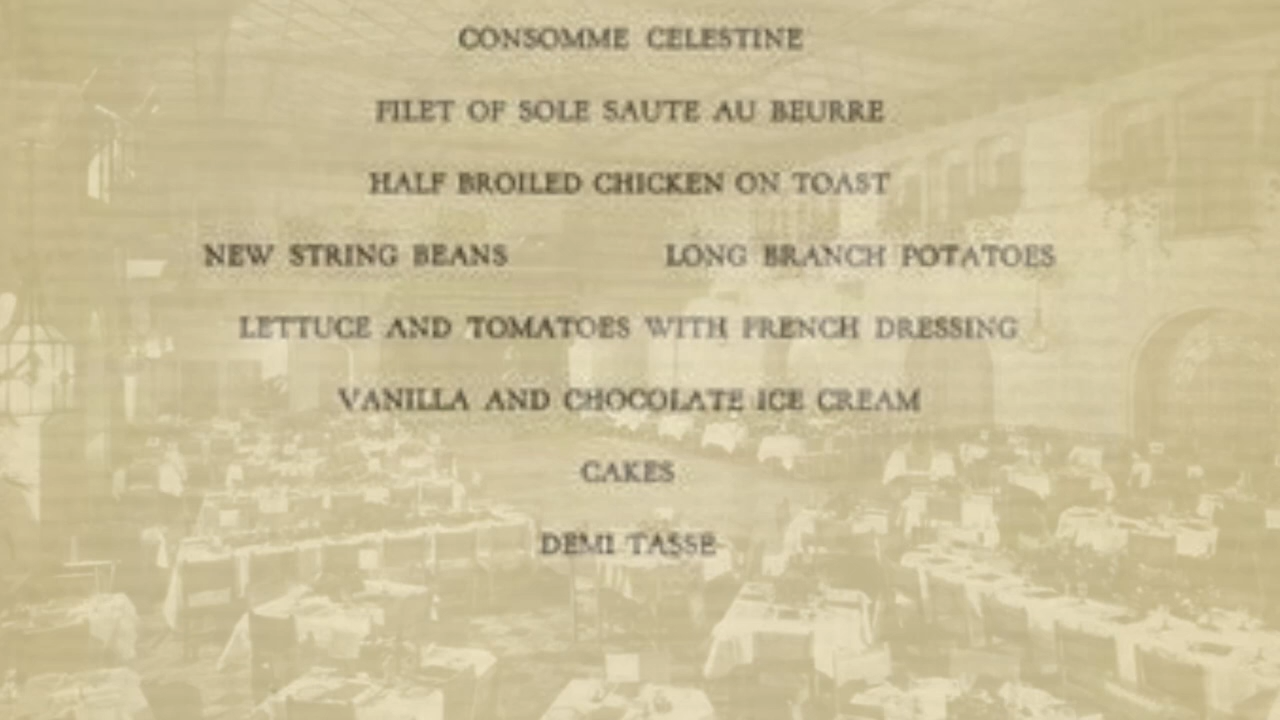 CONSOMME CELESTINE
FILET OF SOLE SAUTE AU BEURRE
HALF BROILED CHICKEN ON TOAST
NEW STRING BEANS LONG BRANCH POTATOES
LETTUCE AND TOMATOES WITH FRENCH DRESSING
VANILLA AND CHOCOLATE ICE CREAM
CAKES
DEMI TASSE